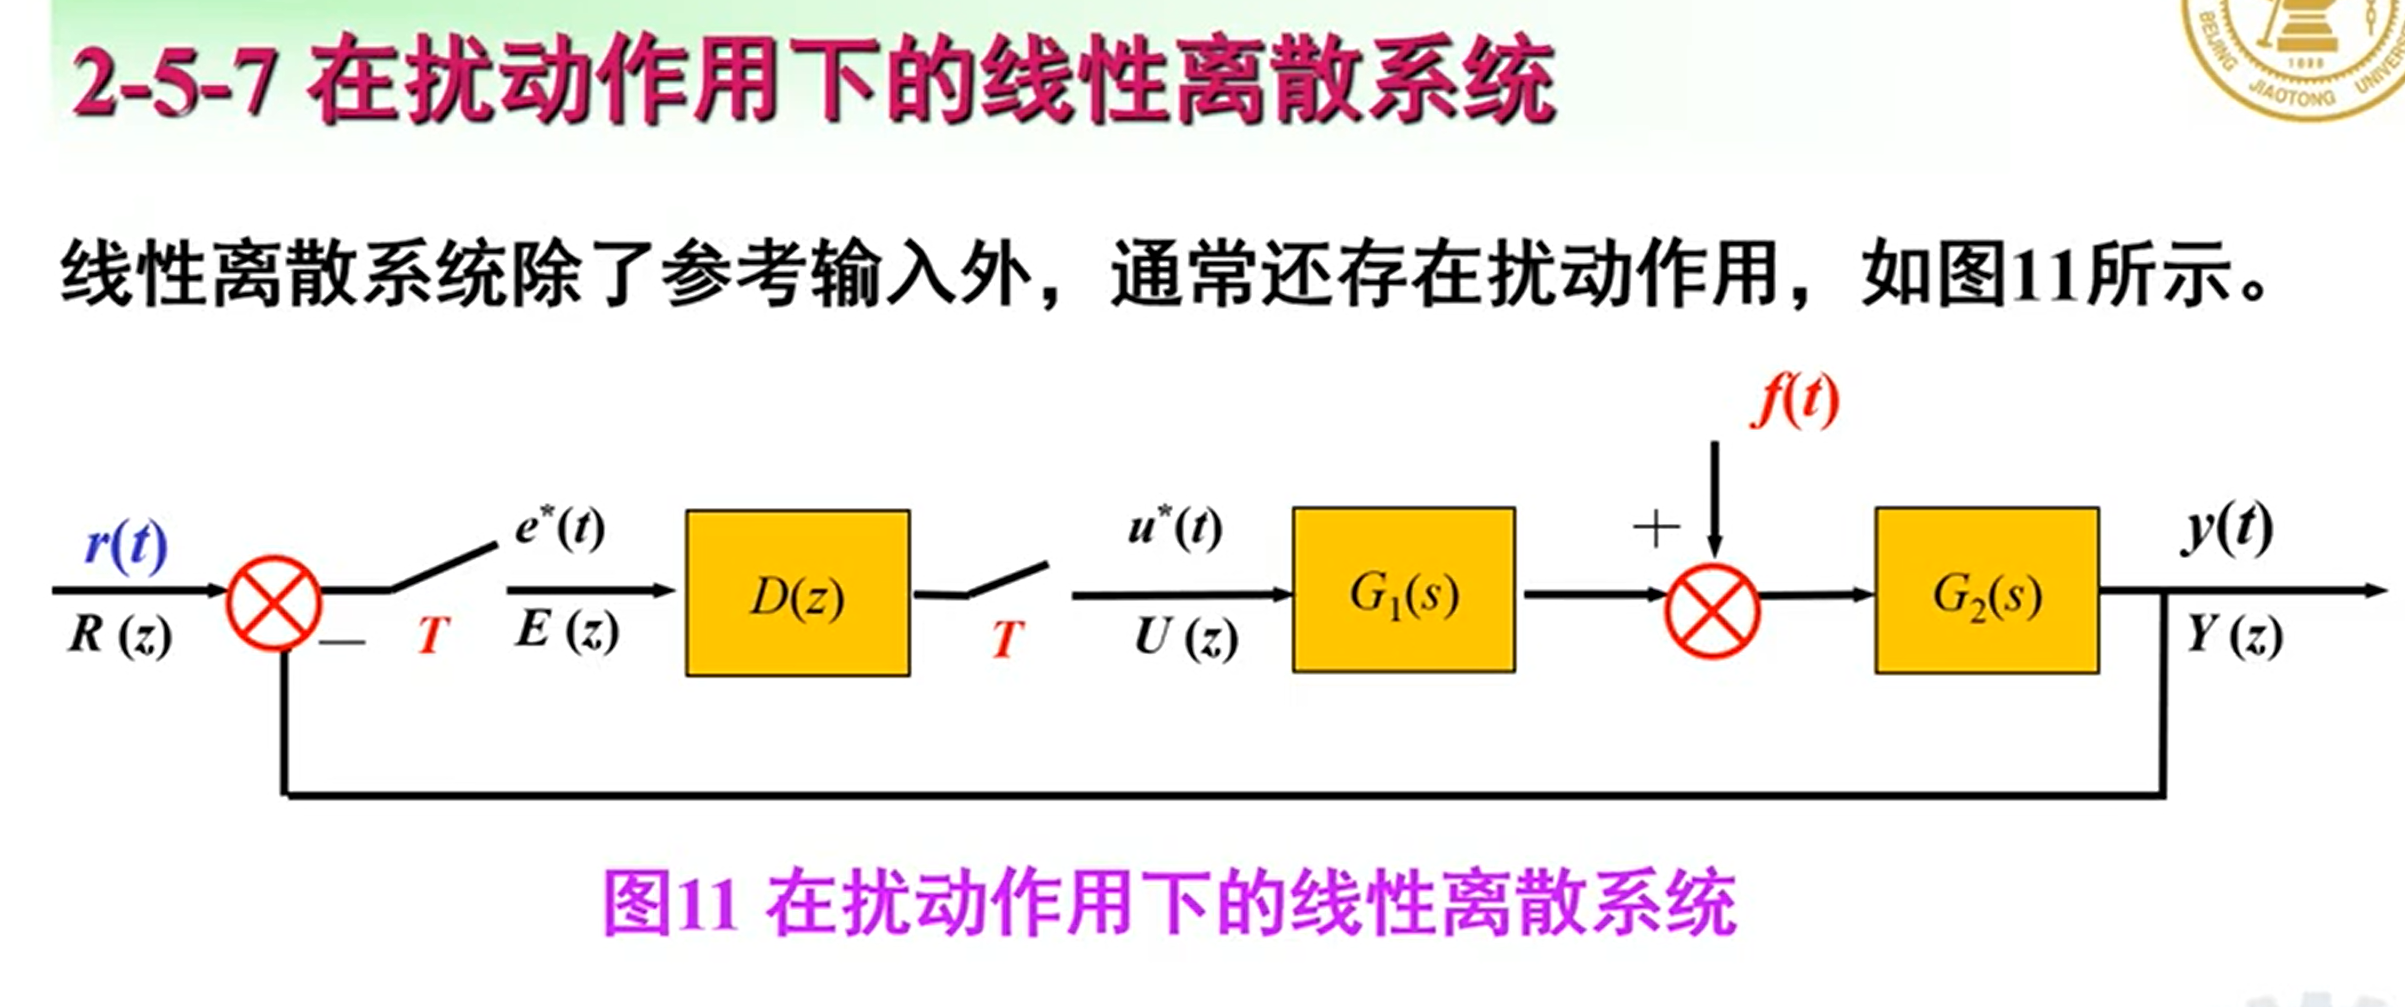 2-5-7 在扰动作用下的线性离散系统
BEIJING JIAOTONG UNIVERS
1896
线性离散系统除了参考输入外，通常还存在扰动作用，如图11所示。
f(t)
r(t) e*(t) u*(t) + y(t)
D(z) G₁(s) G₂(s)
R (z) — T E (z) T U (z) Y (z)
图11 在扰动作用下的线性离散系统